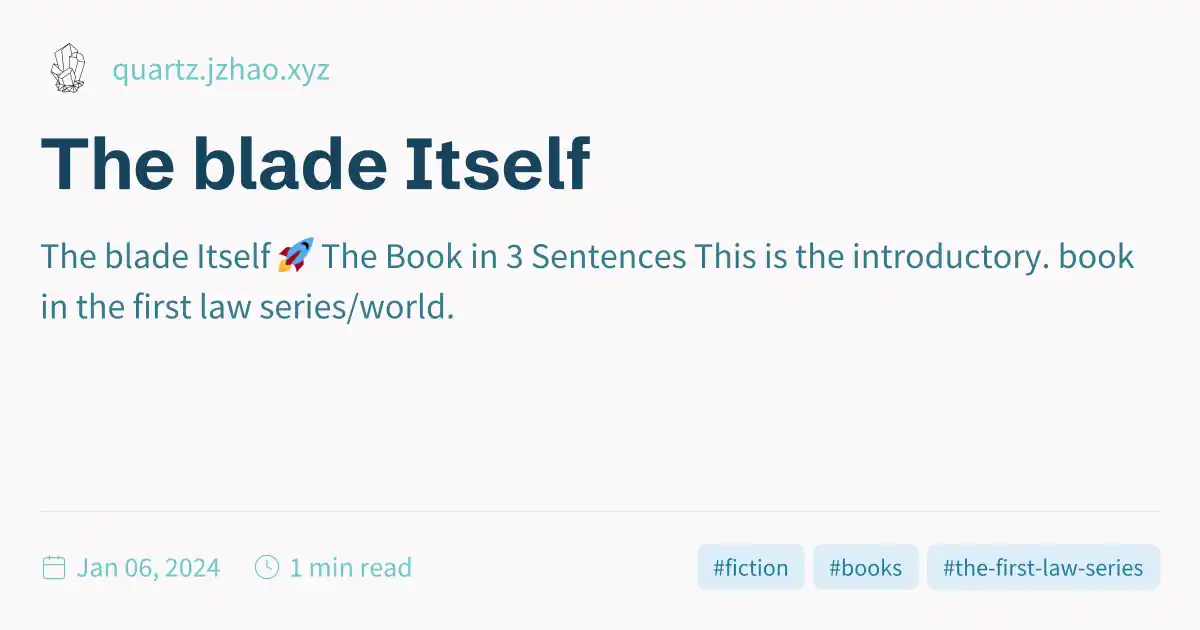 quartz.jzhao.xyz
The blade Itself
The blade Itself 🚀 The Book in 3 Sentences This is the introductory. book
in the first law series/world.
Jan 06, 2024 1 min read #fiction #books #the-first-law-series